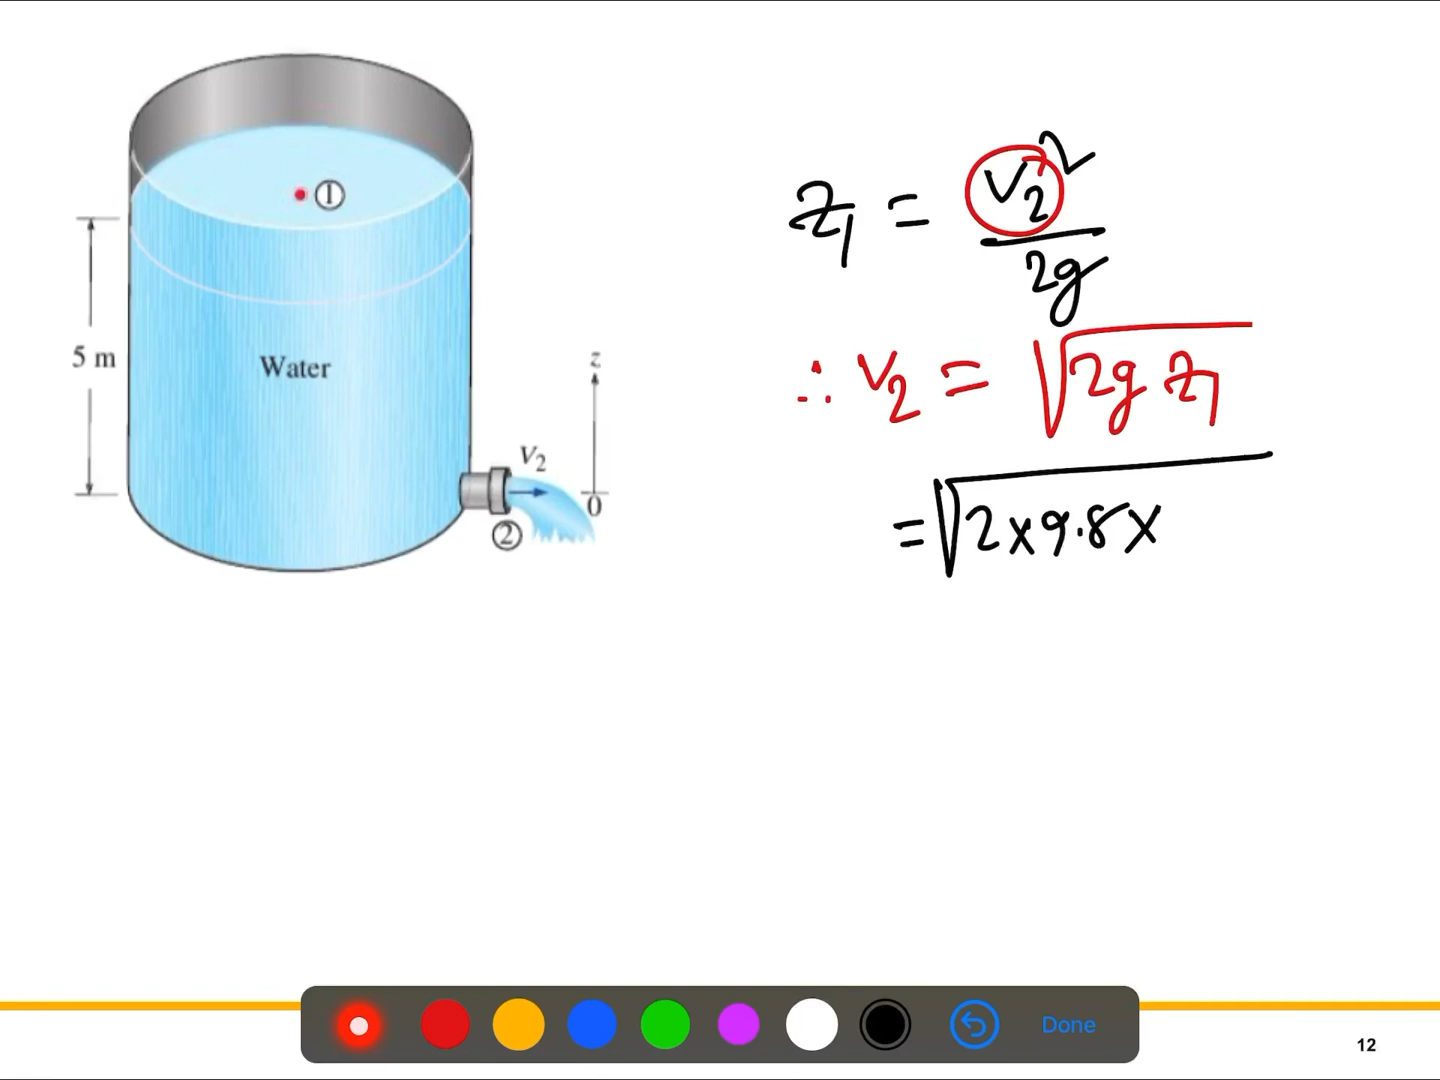 ①
5 m
Water
V₂
②
z
0
z₁ = V₂² / 2g
∴ V₂ = √2g z₁
= √2×9.8×
Done
12